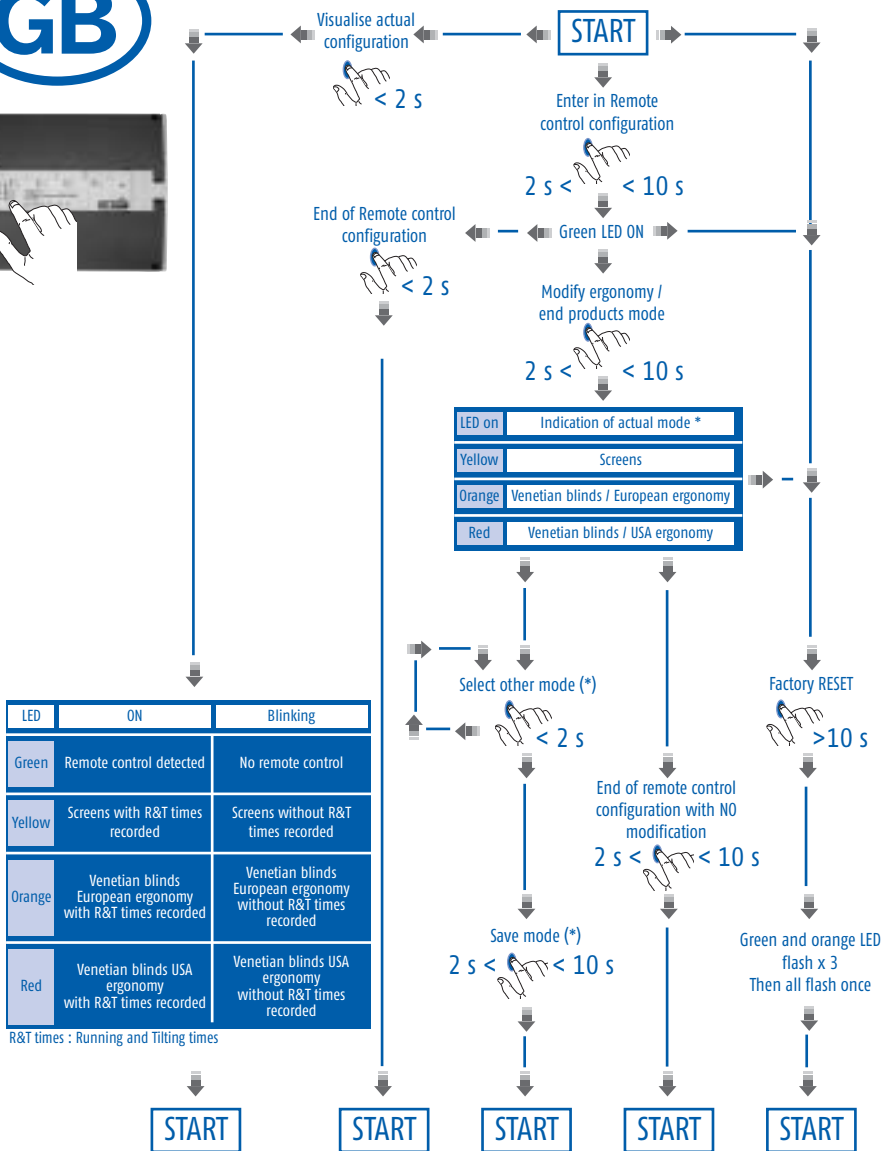 GB
Visualise actual
configuration
< 2 s
START
Enter in Remote
control configuration
2 s < < 10 s
End of Remote control
configuration
< 2 s
Green LED ON
Modify ergonomy /
end products mode
2 s < < 10 s
LED on Indication of actual mode *
Yellow Screens
Orange Venetian blinds / European ergonomy
Red Venetian blinds / USA ergonomy
Select other mode (*)
< 2 s
Factory RESET
>10 s
LED ON Blinking
Green Remote control detected No remote control
Yellow Screens with R&T times
recorded
Screens without R&T
times recorded
Orange Venetian blinds
European ergonomy
with R&T times recorded
Venetian blinds
European ergonomy
without R&T times
recorded
Red Venetian blinds USA
ergonomy
with R&T times recorded
Venetian blinds USA
ergonomy
without R&T times
recorded
R&T times : Running and Tilting times
End of remote control
configuration with NO
modification
2 s < < 10 s
Save mode (*)
2 s < < 10 s
Green and orange LED
flash x 3
Then all flash once
START
START
START
START
START